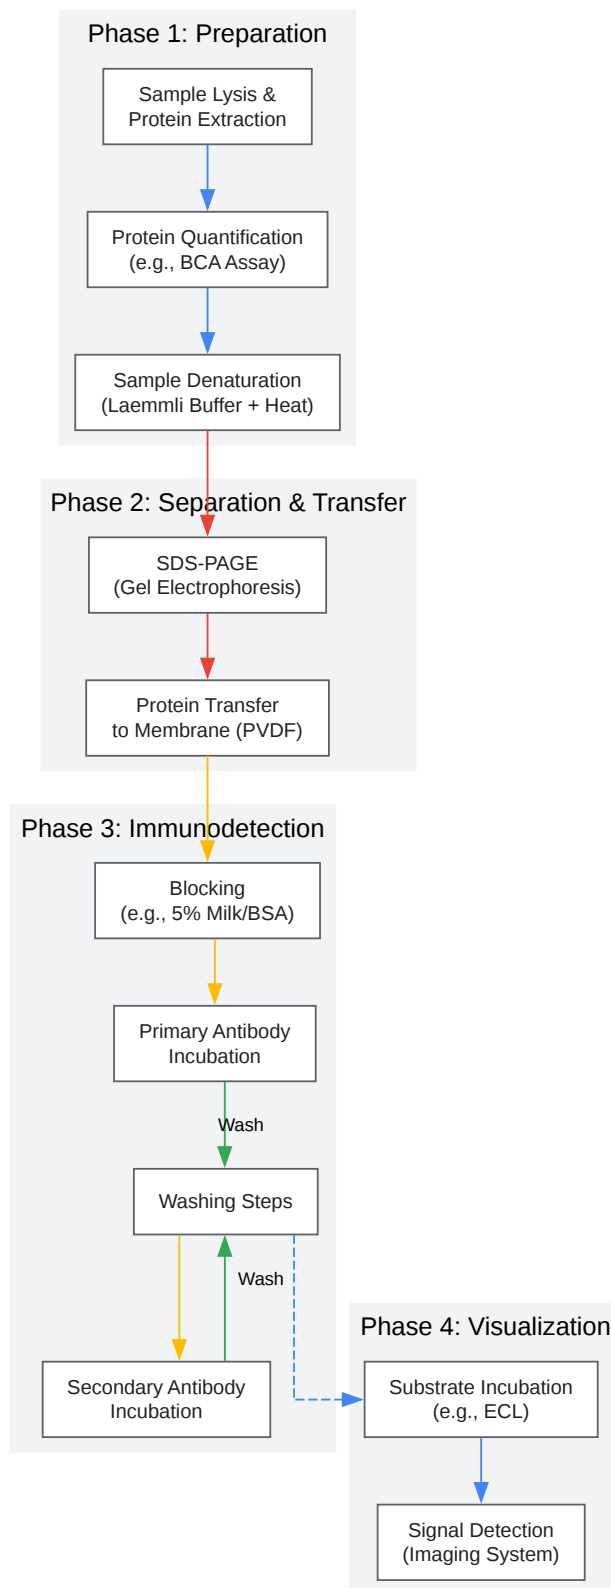 Phase 1: Preparation
Sample Lysis &
Protein Extraction
Protein Quantification
(e.g., BCA Assay)
Sample Denaturation
(Laemmli Buffer + Heat)
Phase 2: Separation & Transfer
SDS-PAGE
(Gel Electrophoresis)
Protein Transfer
to Membrane (PVDF)
Phase 3: Immunodetection
Blocking
(e.g., 5% Milk/BSA)
Primary Antibody
Incubation
Wash
Washing Steps
Wash
Secondary Antibody
Incubation
Phase 4: Visualization
Substrate Incubation
(e.g., ECL)
Signal Detection
(Imaging System)